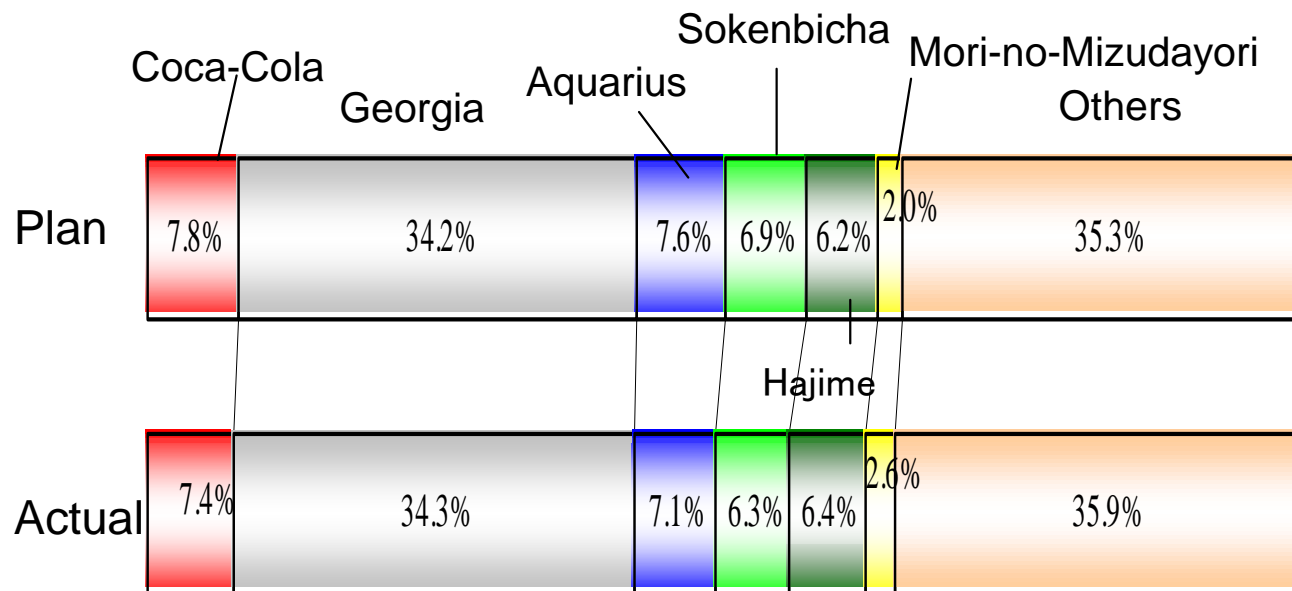 Sokenbicha
Mori-no-Mizudayori
Coca-Cola
Aquarius
Georgia
Others
Plan
7.8%
34.2%
7.6%
6.9%
6.2%
2.0%
35.3%
Hajime
Actual
7.4%
34.3%
7.1%
6.3%
6.4%
2.6%
35.9%